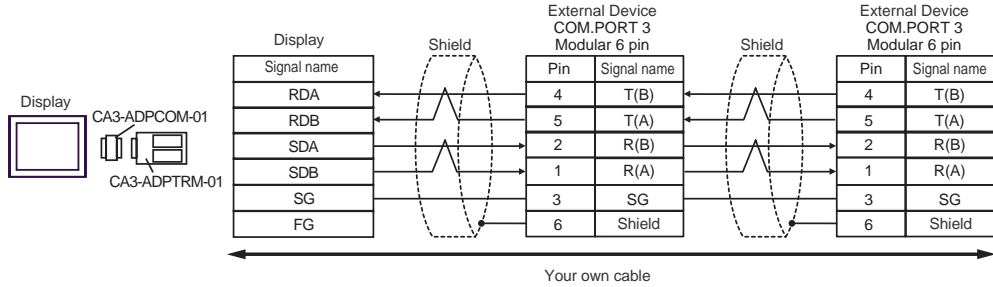 External Device
COM.PORT 3
Modular 6 pin
External Device
COM.PORT 3
Modular 6 pin
Display
Shield
Shield
Signal name
Pin
Signal name
Pin
Signal name
RDA
4
T(B)
4
T(B)
RDB
5
T(A)
5
T(A)
SDA
2
R(B)
2
R(B)
SDB
1
R(A)
1
R(A)
SG
3
SG
3
SG
FG
6
Shield
6
Shield
Display
CA3-ADPCOM-01
CA3-ADPTRM-01
Your own cable